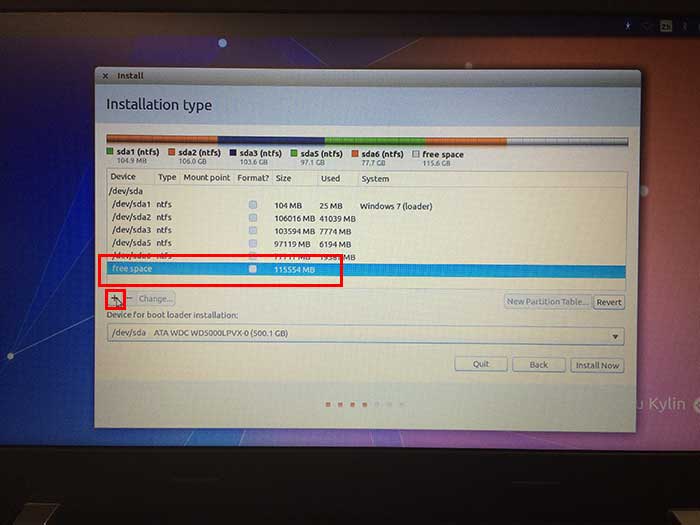 Zh
x Install
Installation type
sda1 (ntfs) sda2 (ntfs) sda3 (ntfs) sda5 (ntfs) sda6 (ntfs) free space
104.9 MB 106.0 GB 103.6 GB 97.1 GB 77.7 GB 115.6 GB
Device Type Mount point Format? Size Used System
/dev/sda
/dev/sda1 ntfs 104 MB 25 MB Windows 7 (loader)
/dev/sda2 ntfs 106016 MB 41039 MB
/dev/sda3 ntfs 103594 MB 7774 MB
/dev/sda5 ntfs 97119 MB 6194 MB
free space 115554 MB
+ − Change... New Partition Table... Revert
Device for boot loader installation:
/dev/sda ATA WDC WD5000LPVX-0 (500.1 GB)
Quit Back Install Now
u Kylin